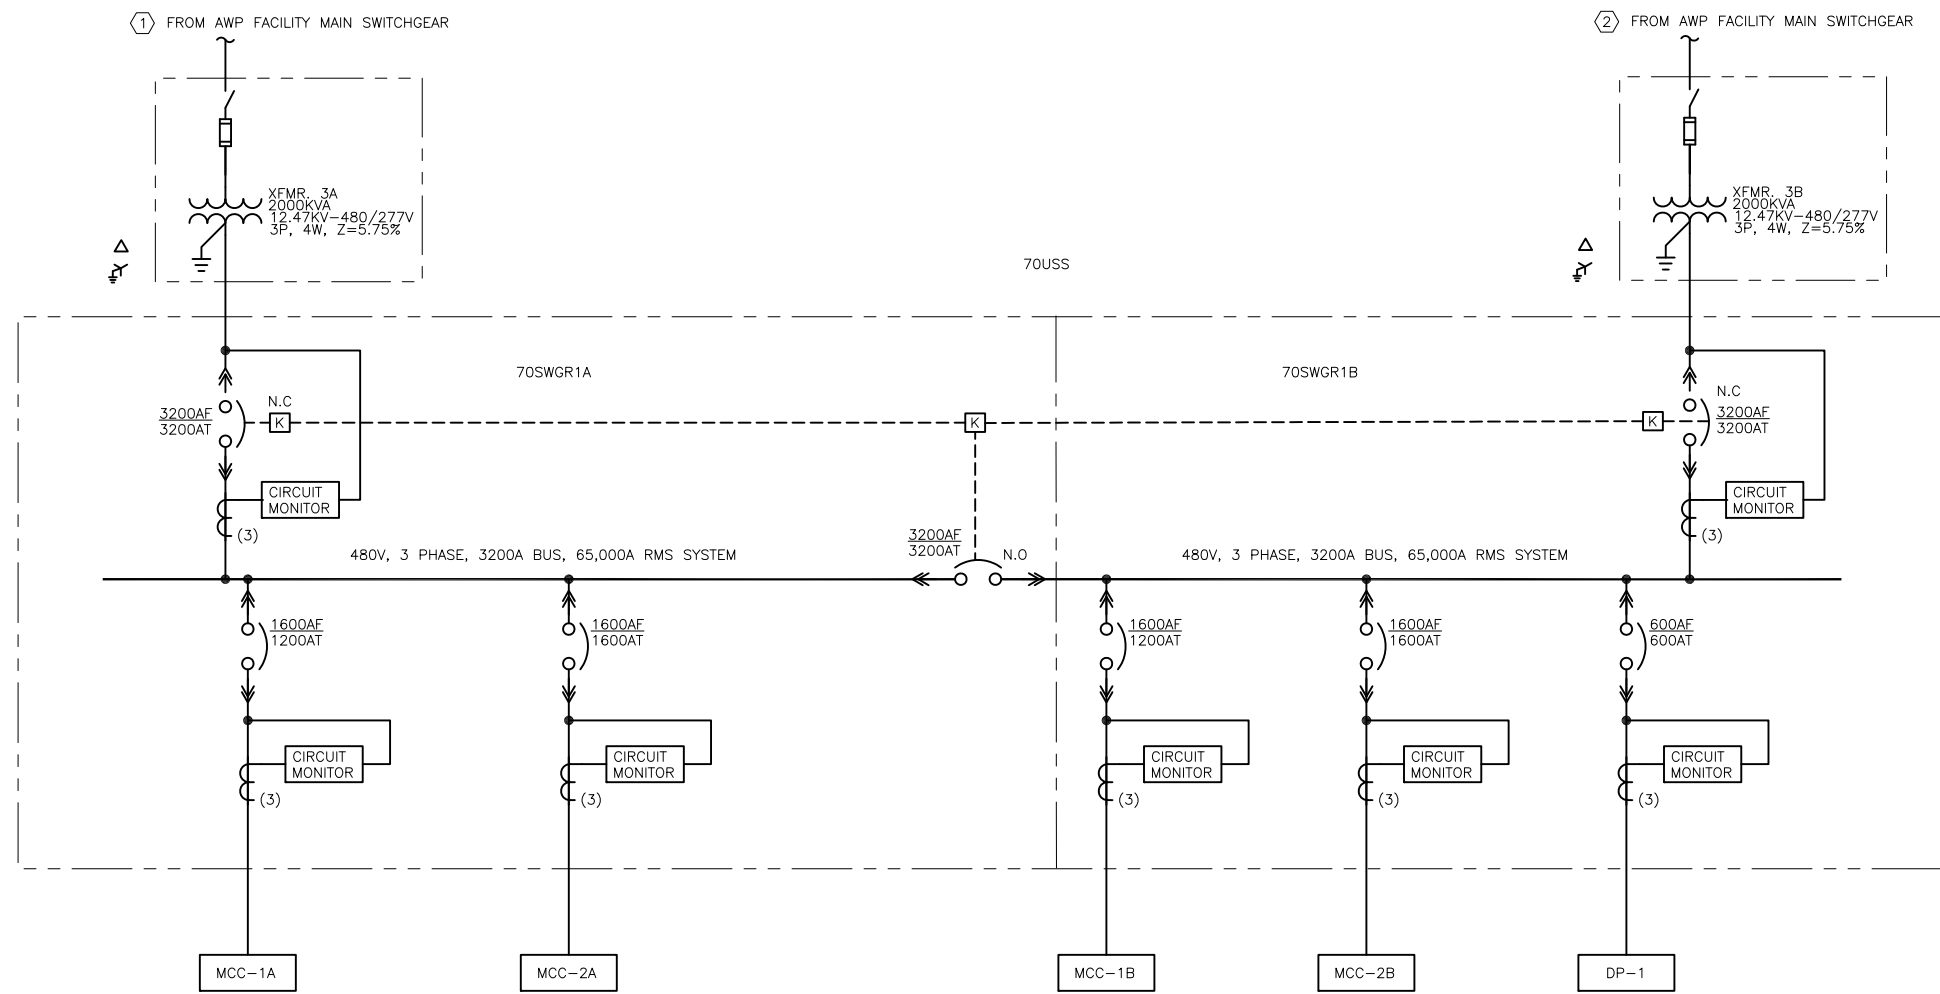 1 FROM AWP FACILITY MAIN SWITCHGEAR
2 FROM AWP FACILITY MAIN SWITCHGEAR
XFMR. 3A
2000KVA
12.47KV-480/277V
3P, 4W, Z=5.75%
XFMR. 3B
2000KVA
12.47KV-480/277V
3P, 4W, Z=5.75%
70USS
70SWGR1A
70SWGR1B
N.C
3200AF
3200AT
K
K
K
N.C
3200AF
3200AT
CIRCUIT
MONITOR
(3)
CIRCUIT
MONITOR
(3)
480V, 3 PHASE, 3200A BUS, 65,000A RMS SYSTEM
3200AF
3200AT
N.O
480V, 3 PHASE, 3200A BUS, 65,000A RMS SYSTEM
1600AF
1200AT
1600AF
1600AT
1600AF
1200AT
1600AF
1600AT
600AF
600AT
CIRCUIT
MONITOR
(3)
CIRCUIT
MONITOR
(3)
CIRCUIT
MONITOR
(3)
CIRCUIT
MONITOR
(3)
CIRCUIT
MONITOR
(3)
MCC-1A
MCC-2A
MCC-1B
MCC-2B
DP-1